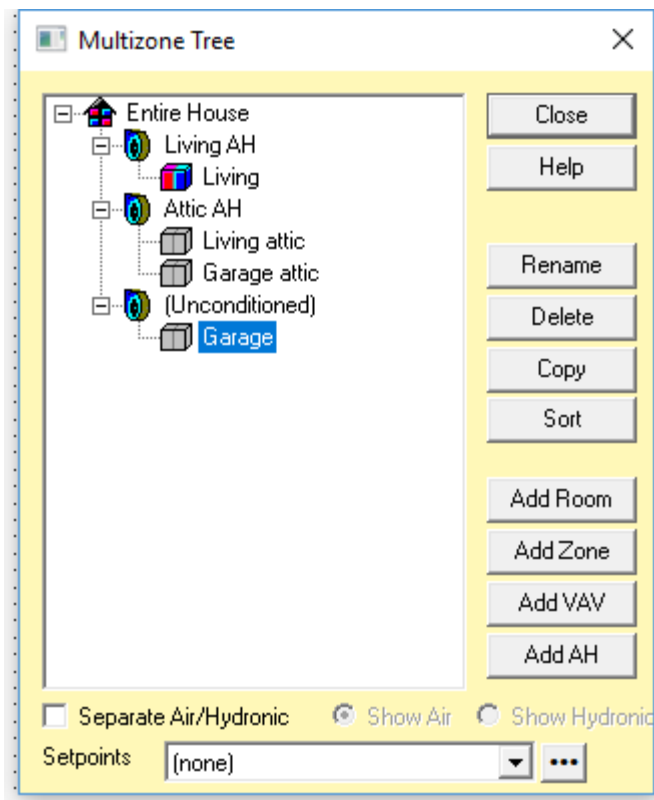 Multizone Tree
Entire House
Living AH
Living
Attic AH
Living attic
Garage attic
(Unconditioned)
Garage
Close
Help
Rename
Delete
Copy
Sort
Add Room
Add Zone
Add VAV
Add AH
Separate Air/Hydronic Show Air Show Hydronic
Setpoints (none) •••